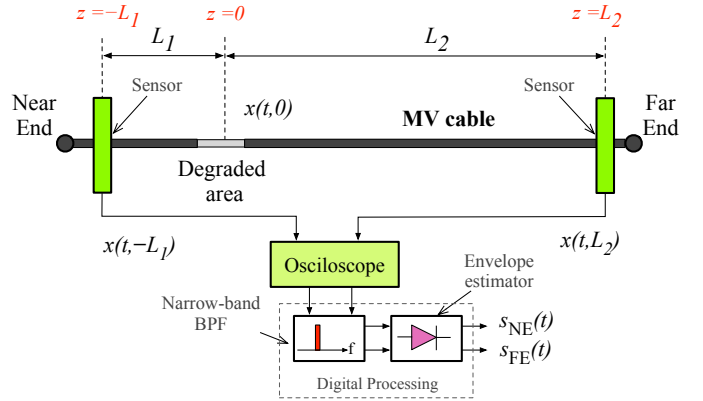 z =−L1
z=0
z=L2
L1
L2
Sensor
Sensor
Near
End
x(t,0)
MV cable
Far
End
Degraded
area
x(t,−L1)
x(t,L2)
Osciloscope
Envelope
estimator
Narrow-band
BPF
f
sNE(t)
sFE(t)
Digital Processing